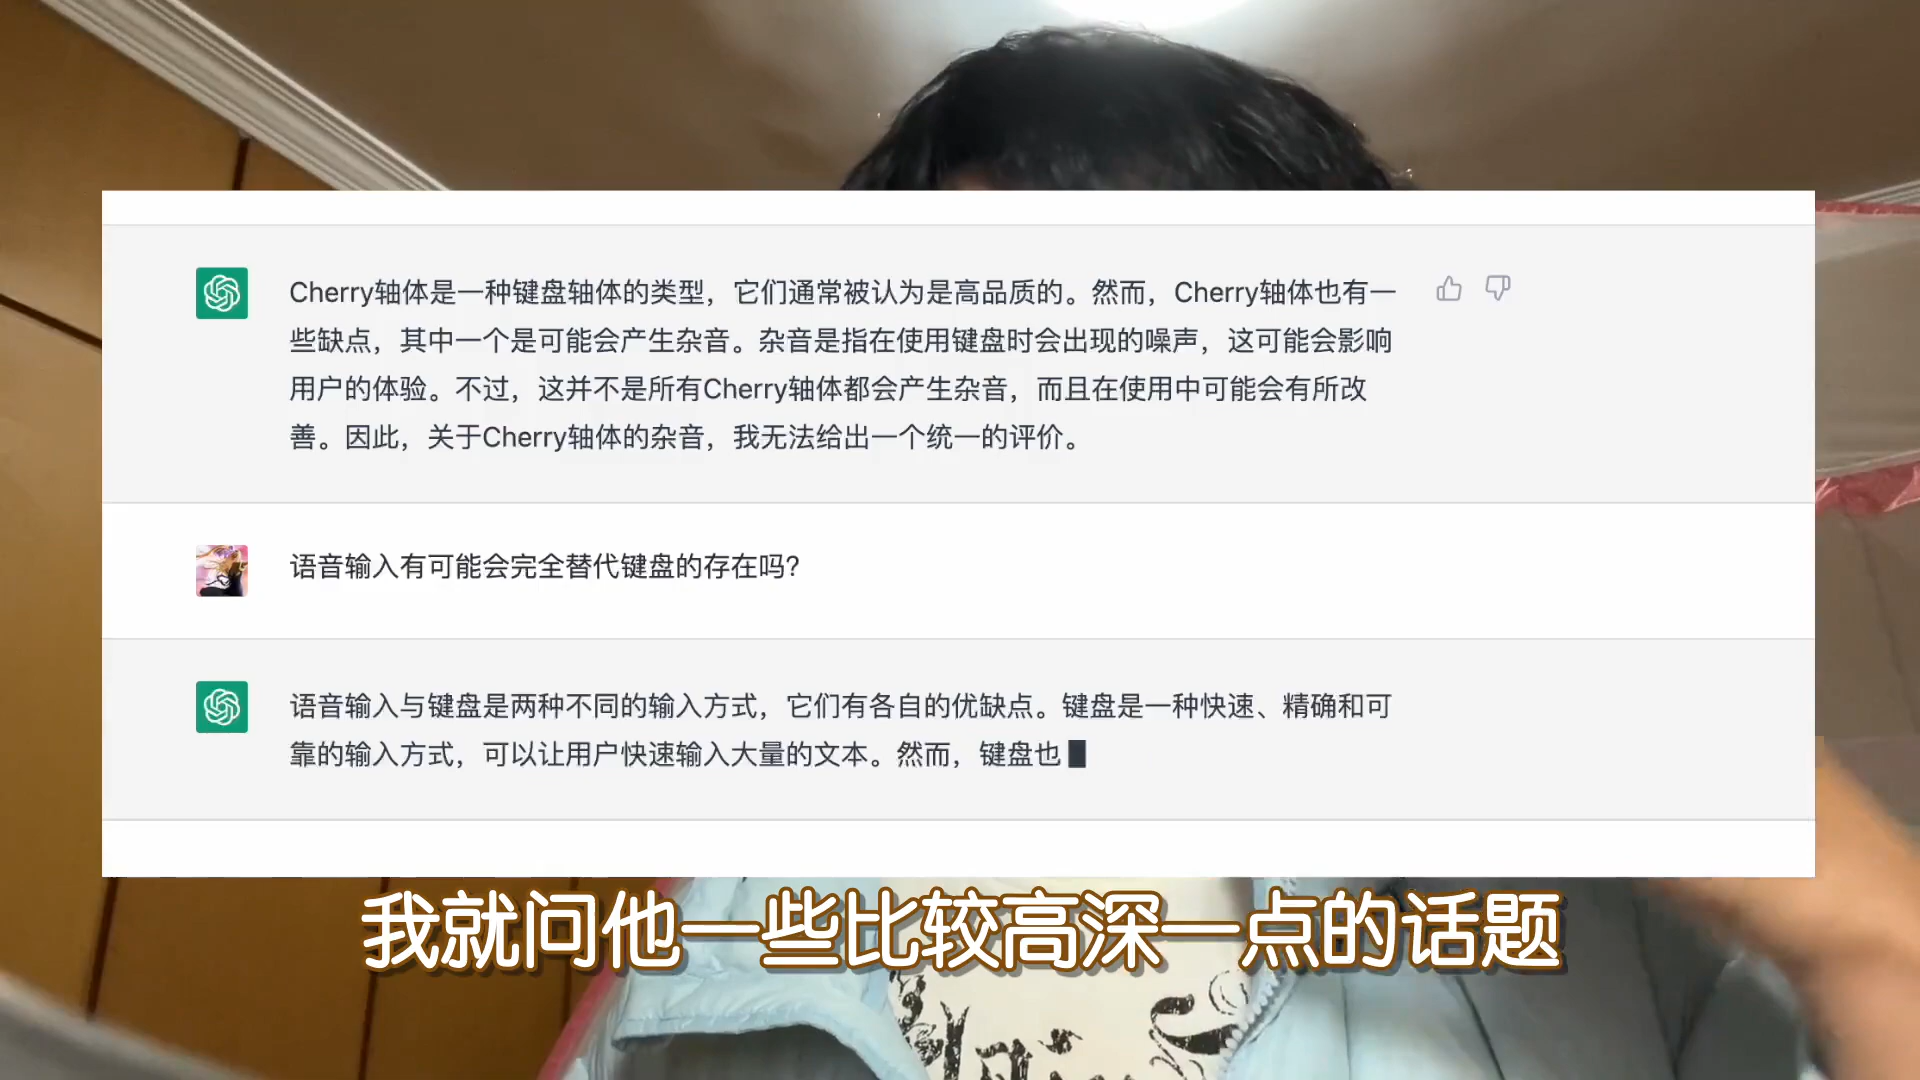 Cherry轴体是一种键盘轴体的类型，它们通常被认为是高品质的。然而，Cherry轴体也有一
些缺点，其中一个是可能会产生杂音。杂音是指在使用键盘时会出现的噪声，这可能会影响
用户的体验。不过，这并不是所有Cherry轴体都会产生杂音，而且在使用中可能会有所改
善。因此，关于Cherry轴体的杂音，我无法给出一个统一的评价。
语音输入有可能会完全替代键盘的存在吗？
语音输入与键盘是两种不同的输入方式，它们有各自的优缺点。键盘是一种快速、精确和可
靠的输入方式，可以让用户快速输入大量的文本。然而，键盘也
我就问他一些比较高深一点的话题